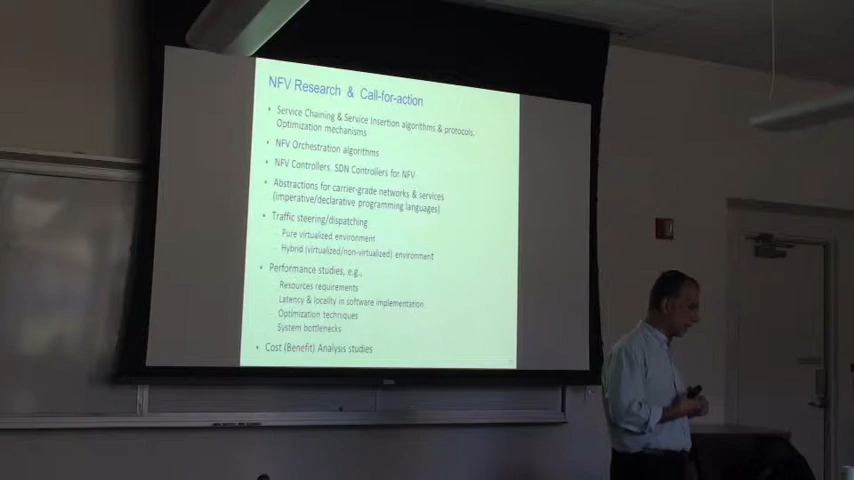 NFV Research & Call-for-action
• Service Chaining & Service Insertion algorithms & protocols,
Optimization mechanisms
• NFV Orchestration algorithms
• NFV Controllers, SDN Controllers for NFV
• Abstractions for carrier-grade networks & services
(imperative/declarative programming languages)
• Traffic steering/dispatching
Pure virtualized environment
Hybrid (virtualized/non-virtualized) environment
• Performance studies, e.g.,
Resources requirements
Latency & locality in software implementation
Optimization techniques
System bottlenecks
• Cost (Benefit) Analysis studies